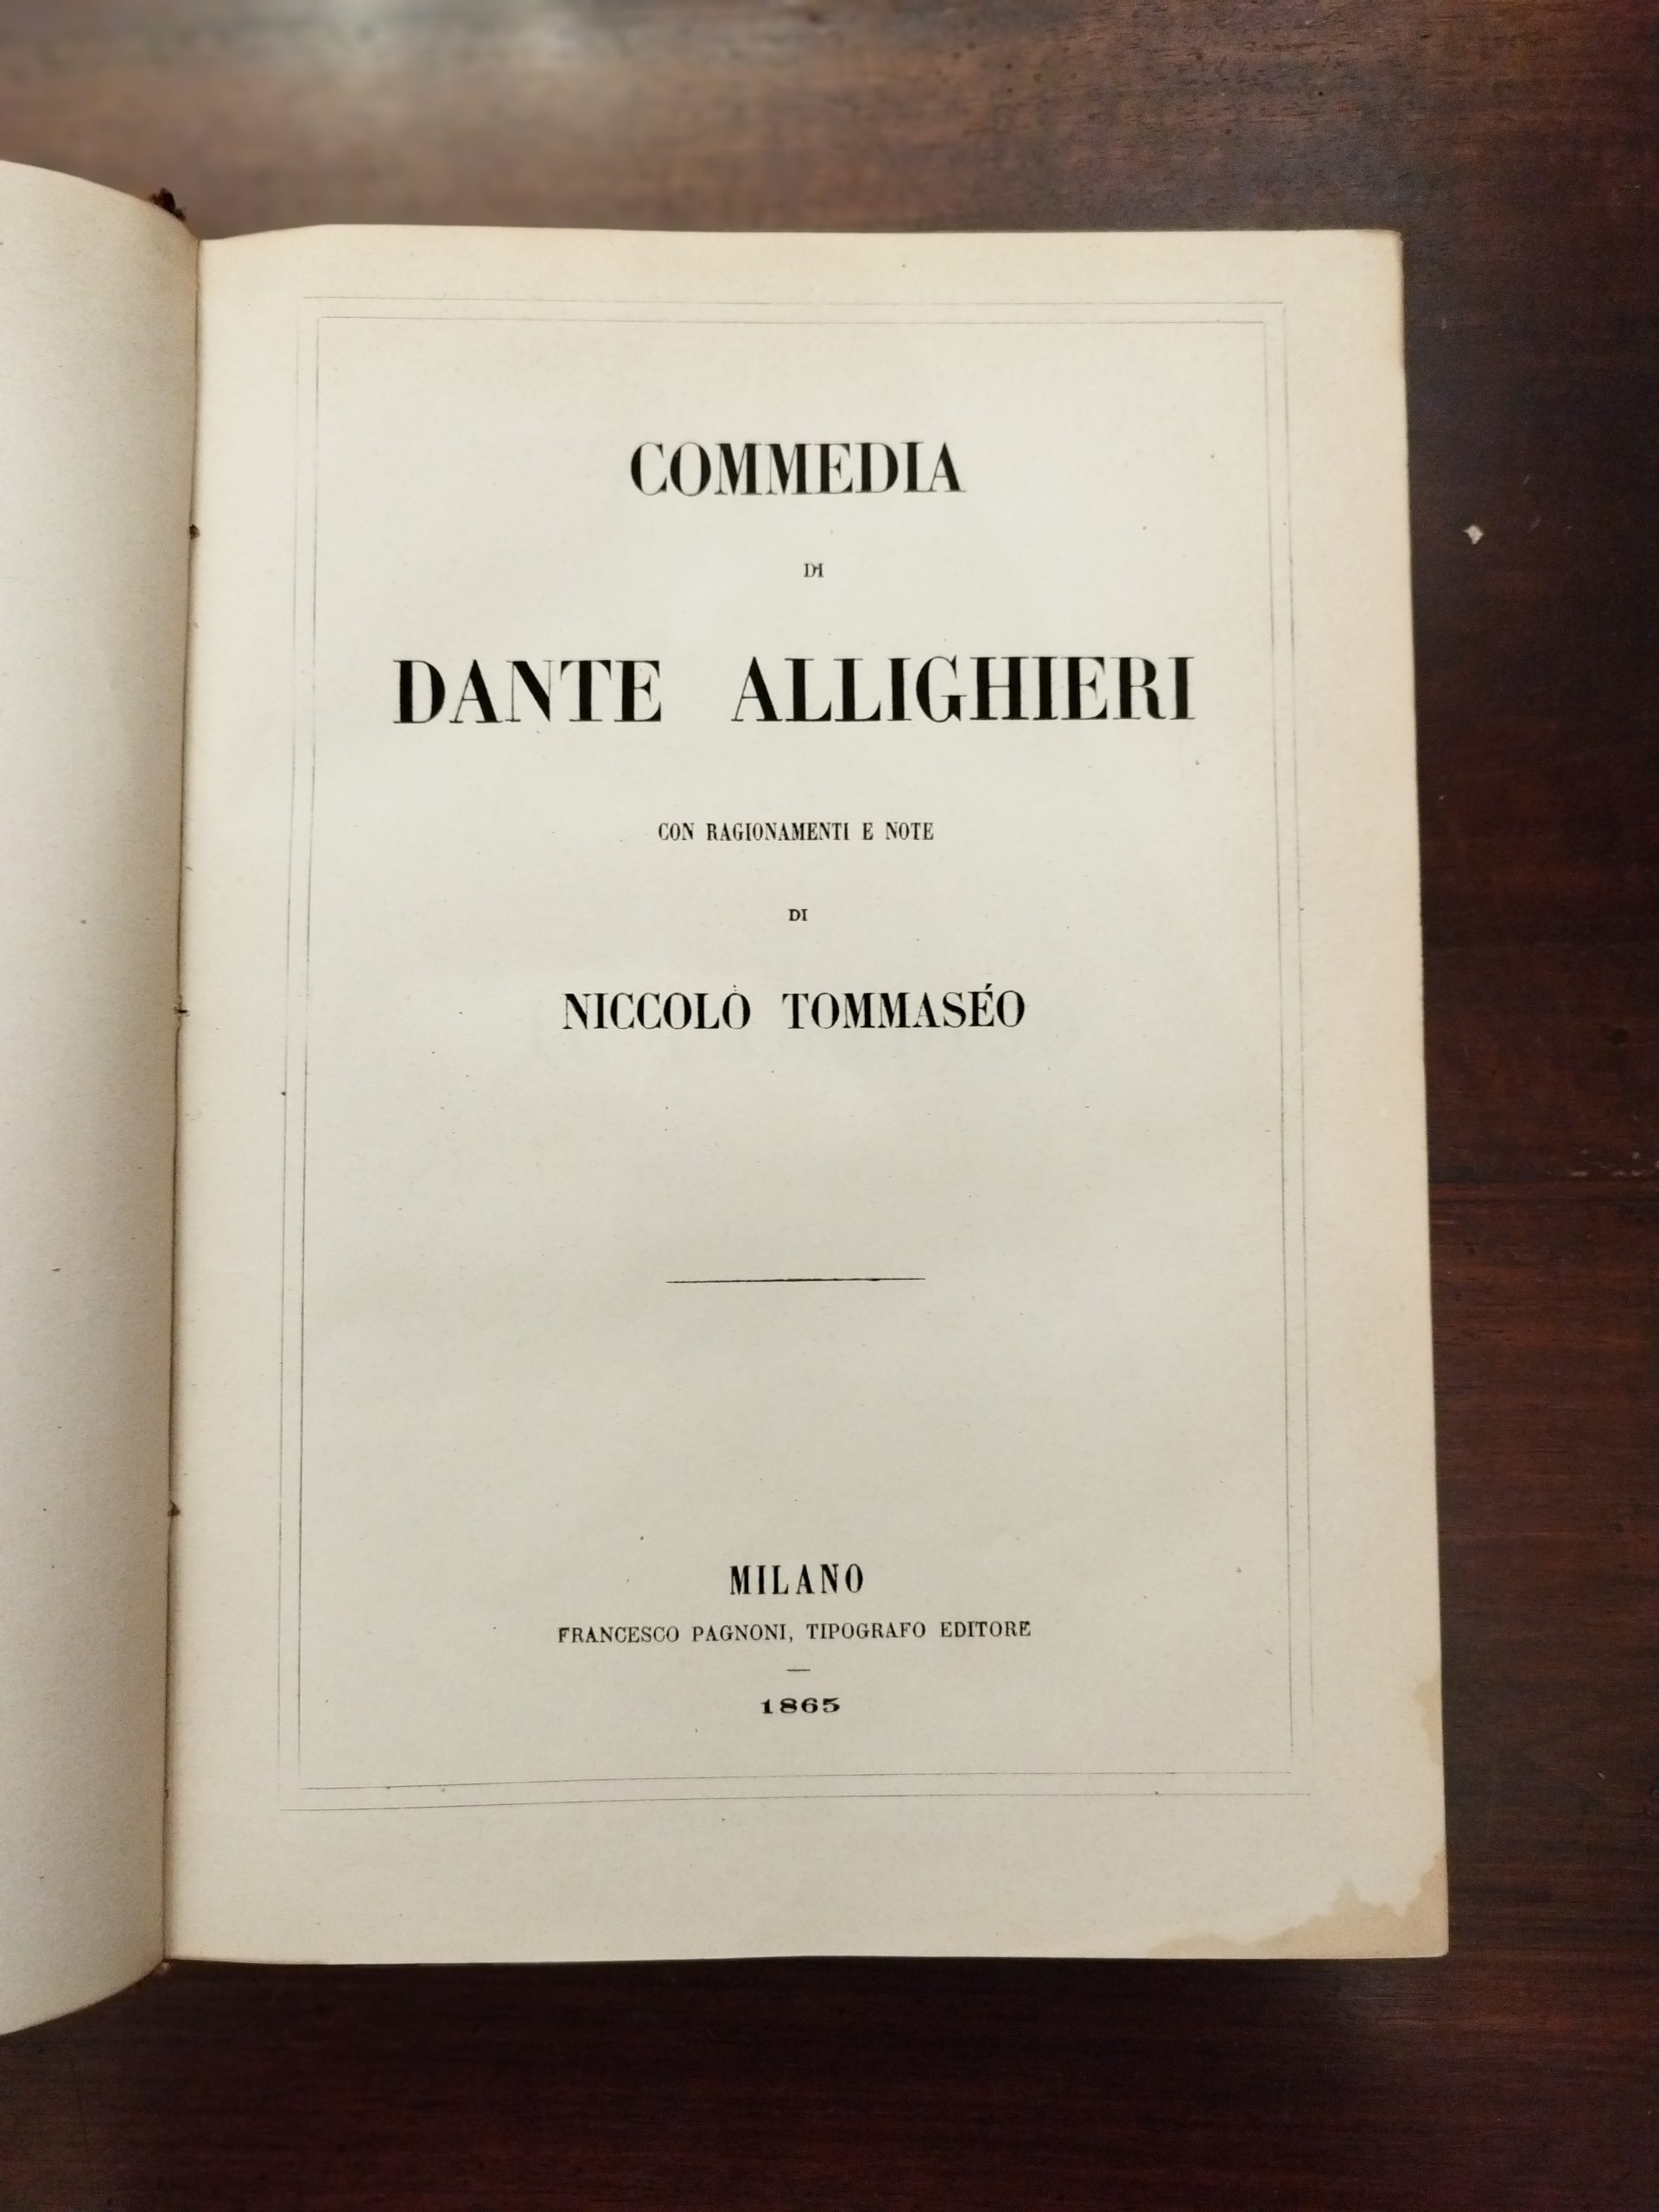 COMMEDIA
DI
DANTE ALLIGHIERI
CON RAGIONAMENTI E NOTE
DI
NICCOLÒ TOMMASÉO
MILANO
FRANCESCO PAGNONI, TIPOGRAFO EDITORE
1865